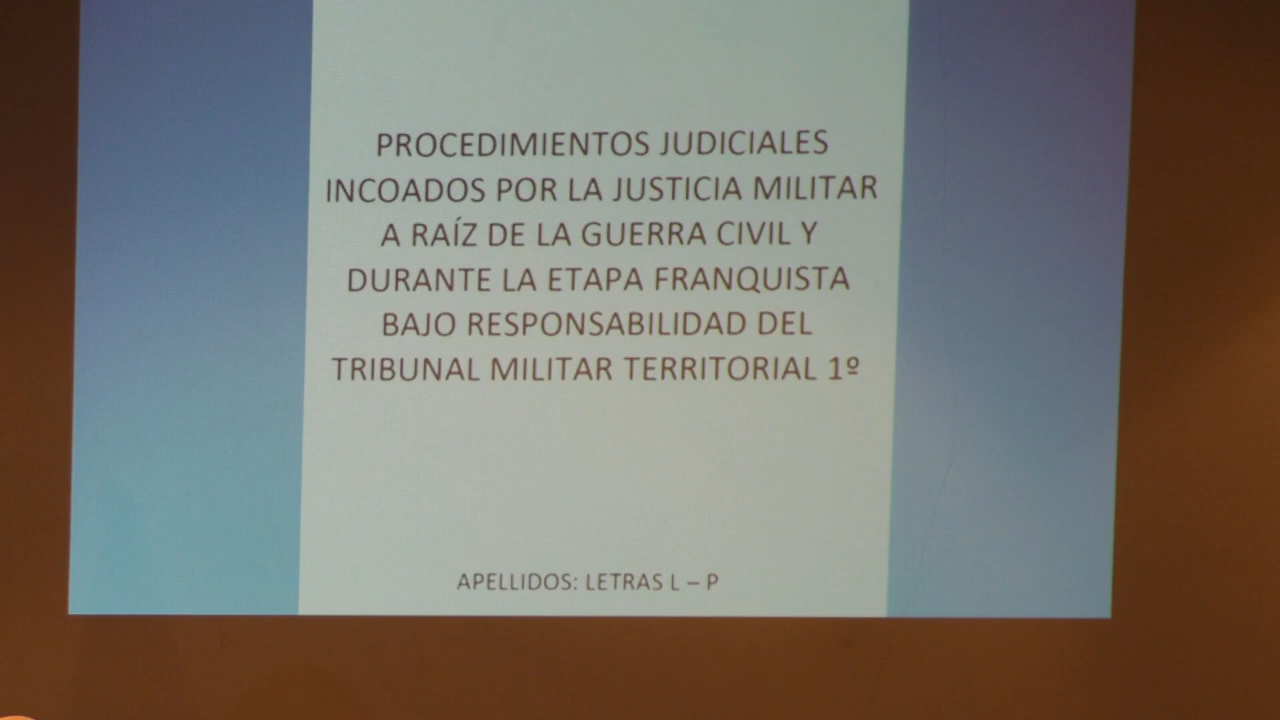 PROCEDIMIENTOS JUDICIALES
INCOADOS POR LA JUSTICIA MILITAR
A RAÍZ DE LA GUERRA CIVIL Y
DURANTE LA ETAPA FRANQUISTA
BAJO RESPONSABILIDAD DEL
TRIBUNAL MILITAR TERRITORIAL 1º
APELLIDOS: LETRAS L – P